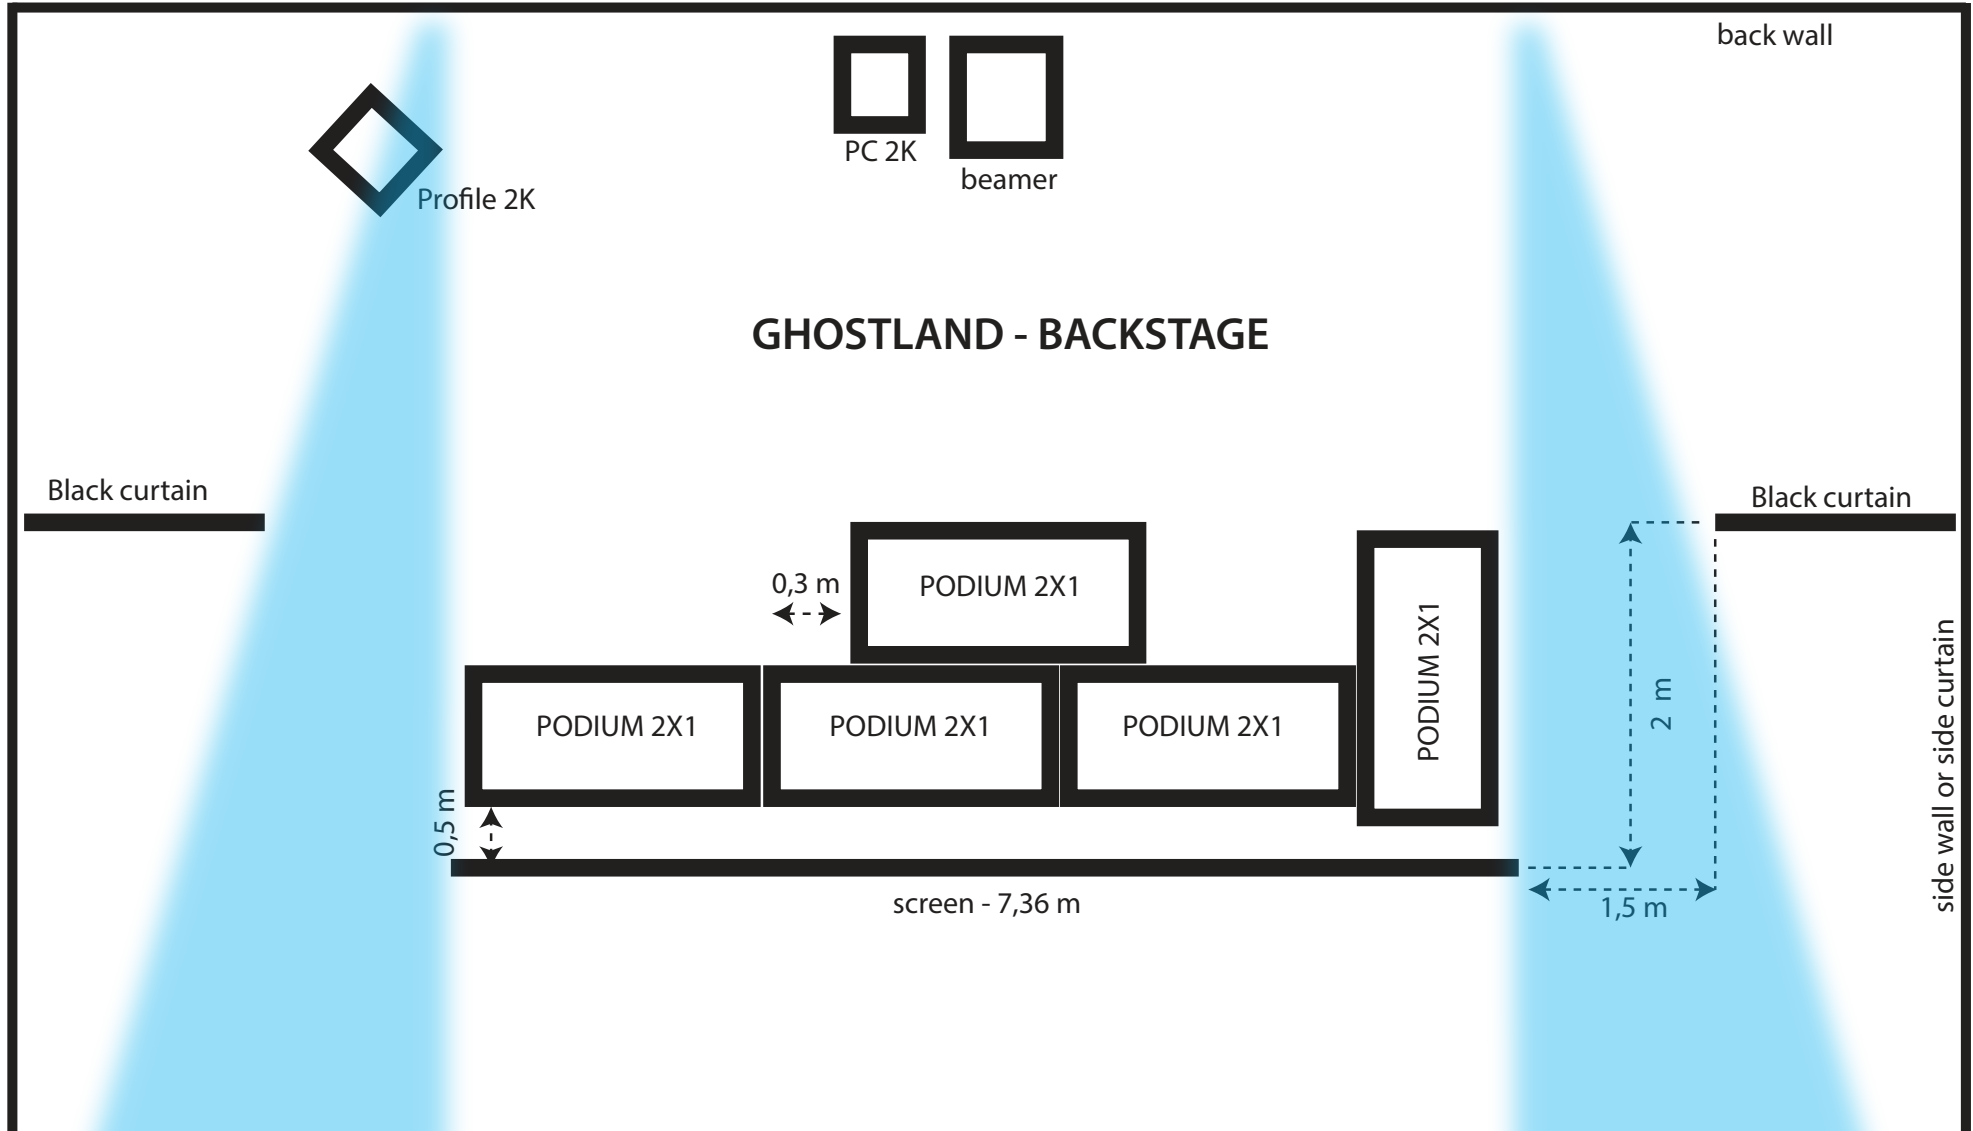 back wall
PC 2K
beamer
Profile 2K
GHOSTLAND - BACKSTAGE
Black curtain
Black curtain
0,3 m
PODIUM 2X1
PODIUM 2X1
PODIUM 2X1
PODIUM 2X1
PODIUM 2X1
2 m
side wall or side curtain
0,5 m
screen - 7,36 m
1,5 m